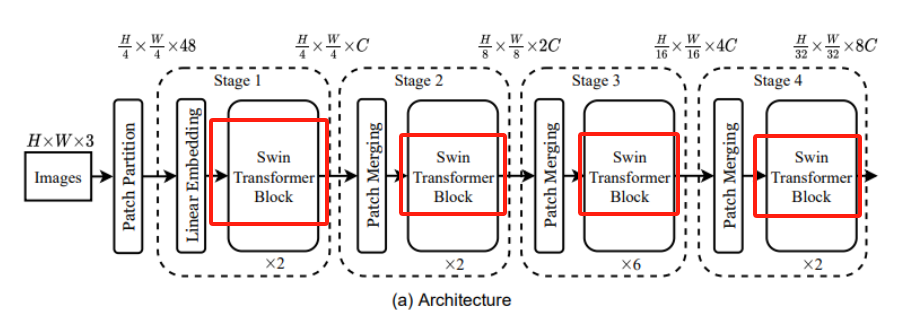 H/4 × W/4 × 48
H/4 × W/4 × C
H/8 × W/8 × 2C
H/16 × W/16 × 4C
H/32 × W/32 × 8C
Stage 1
Stage 2
Stage 3
Stage 4
H×W×3
Images
Patch Partition
Linear Embedding
Swin
Transformer
Block
Patch Merging
Swin
Transformer
Block
Patch Merging
Swin
Transformer
Block
Patch Merging
Swin
Transformer
Block
×2
×2
×6
×2
(a) Architecture